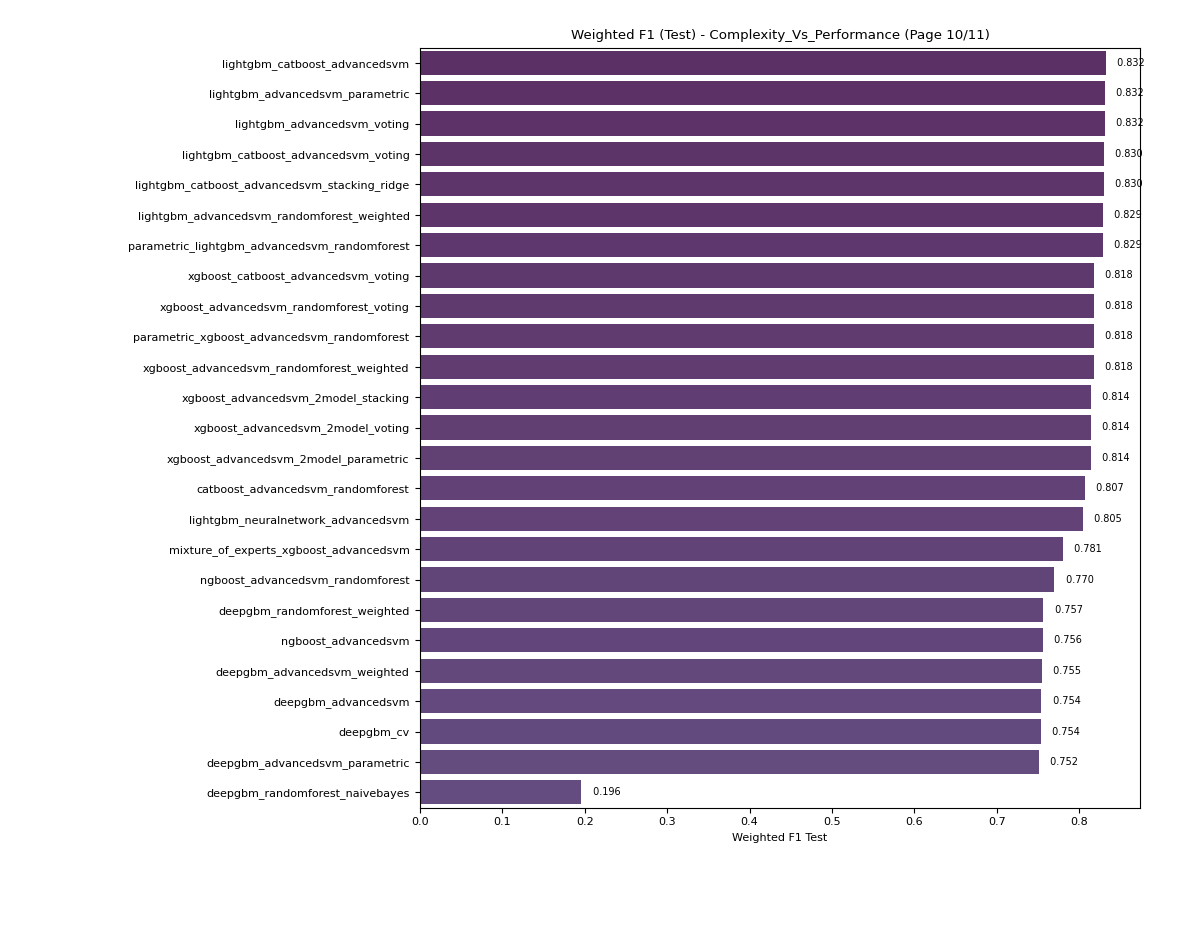 Weighted F1 (Test) - Complexity_Vs_Performance (Page 10/11)
lightgbm_catboost_advancedsvm 0.832
lightgbm_advancedsvm_parametric 0.832
lightgbm_advancedsvm_voting 0.832
lightgbm_catboost_advancedsvm_voting 0.830
lightgbm_catboost_advancedsvm_stacking_ridge 0.830
lightgbm_advancedsvm_randomforest_weighted 0.829
parametric_lightgbm_advancedsvm_randomforest 0.829
xgboost_catboost_advancedsvm_voting 0.818
xgboost_advancedsvm_randomforest_voting 0.818
parametric_xgboost_advancedsvm_randomforest 0.818
xgboost_advancedsvm_randomforest_weighted 0.818
xgboost_advancedsvm_2model_stacking 0.814
xgboost_advancedsvm_2model_voting 0.814
xgboost_advancedsvm_2model_parametric 0.814
catboost_advancedsvm_randomforest 0.807
lightgbm_neuralnetwork_advancedsvm 0.805
mixture_of_experts_xgboost_advancedsvm 0.781
ngboost_advancedsvm_randomforest 0.770
deepgbm_randomforest_weighted 0.757
ngboost_advancedsvm 0.756
deepgbm_advancedsvm_weighted 0.755
deepgbm_advancedsvm 0.754
deepgbm_cv 0.754
deepgbm_advancedsvm_parametric 0.752
deepgbm_randomforest_naivebayes 0.196
0.0 0.1 0.2 0.3 0.4 0.5 0.6 0.7 0.8
Weighted F1 Test